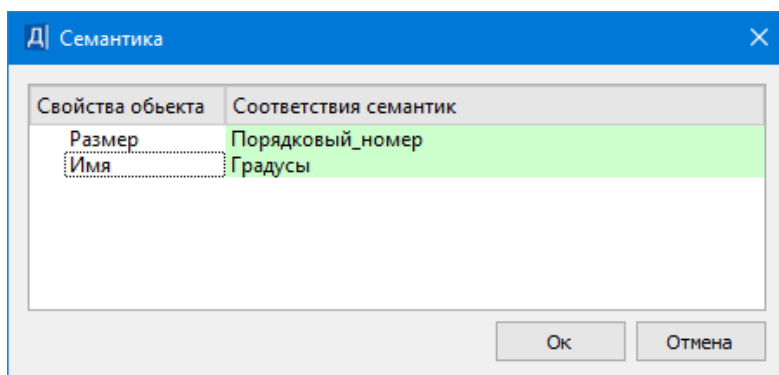 Д Семантика
Свойства обьекта Соответствия семантик
Размер Порядковый_номер
Имя Градусы
Ок Отмена